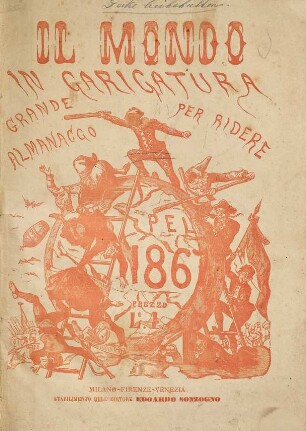 IL MONDO
IN CARICATURA
GRANDE
ALMANACCO
PER RIDERE
PEL
1867
PREZZO
L. 1
MILANO-FIRENZE-VENEZIA
STABILIMENTO DELL'EDITORE EDOARDO SONZOGNO